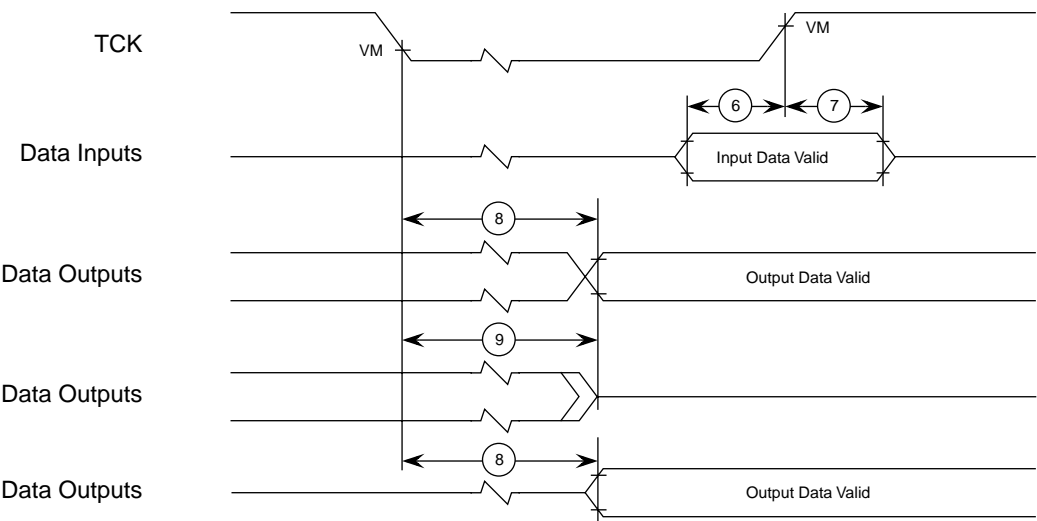 TCK
VM
VM
6
7
Data Inputs
Input Data Valid
8
Data Outputs
Output Data Valid
9
Data Outputs
8
Data Outputs
Output Data Valid